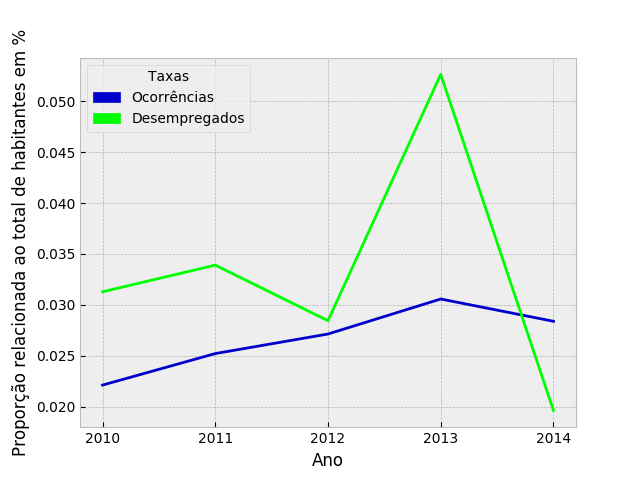 Proporção relacionada ao total de habitantes em %
0.050
0.045
0.040
0.035
0.030
0.025
0.020
Taxas
Ocorrências
Desempregados
2010 2011 2012 2013 2014
Ano